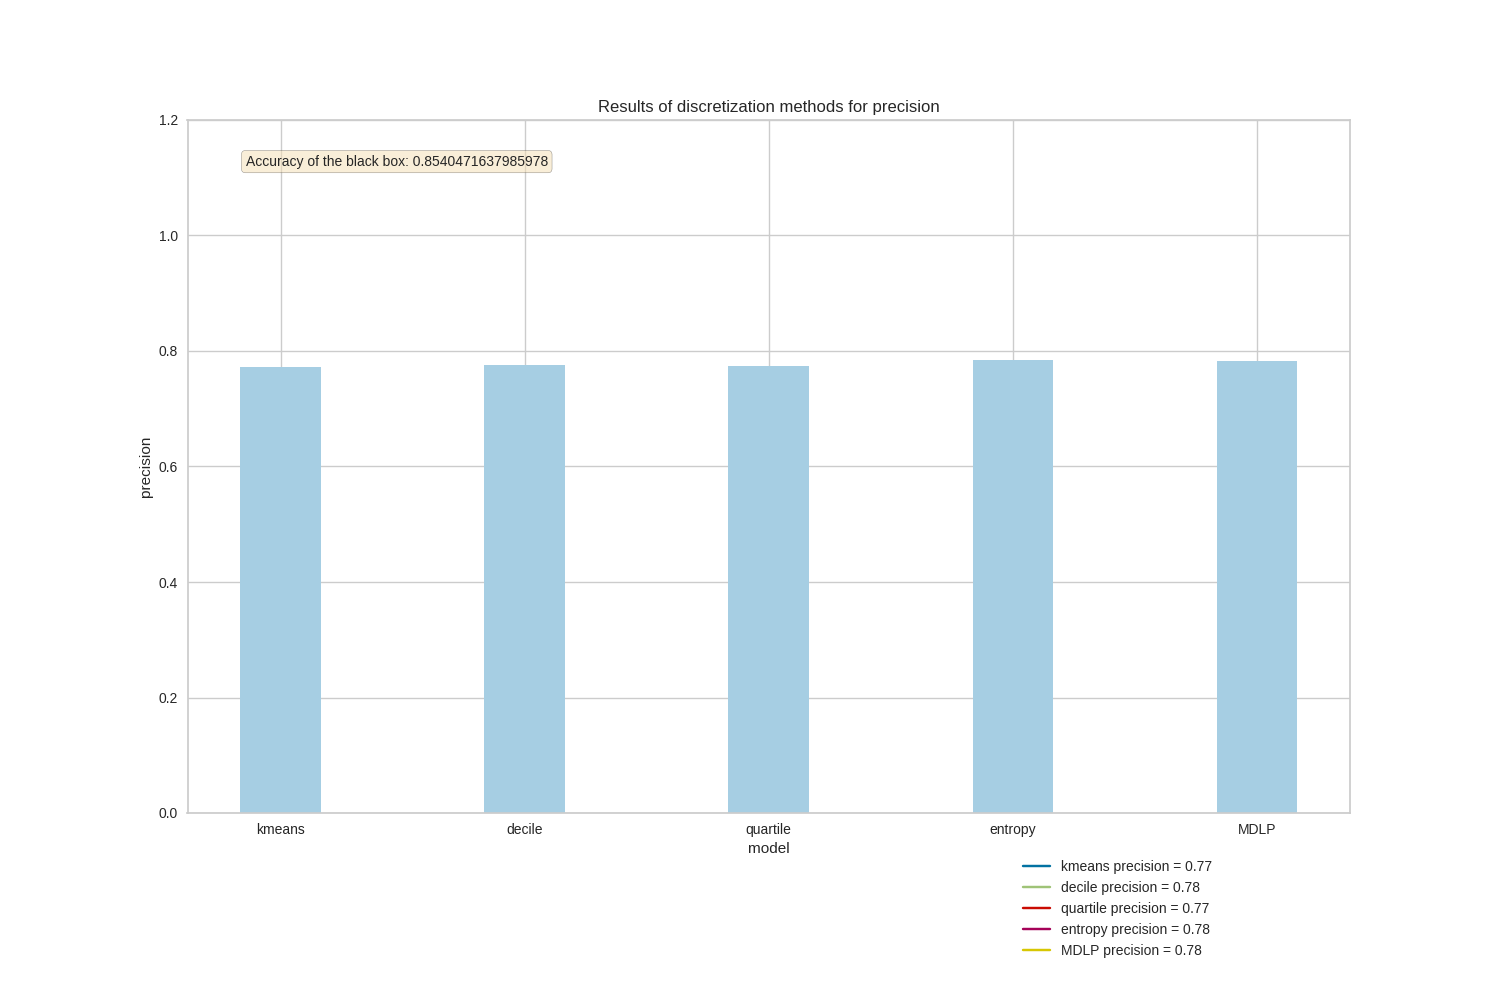 Results of discretization methods for precision
1.2
Accuracy of the black box: 0.8540471637985978
1.0
0.8
0.6
0.4
0.2
0.0
precision
kmeans decile quartile entropy MDLP
model
kmeans precision = 0.77
decile precision = 0.78
quartile precision = 0.77
entropy precision = 0.78
MDLP precision = 0.78